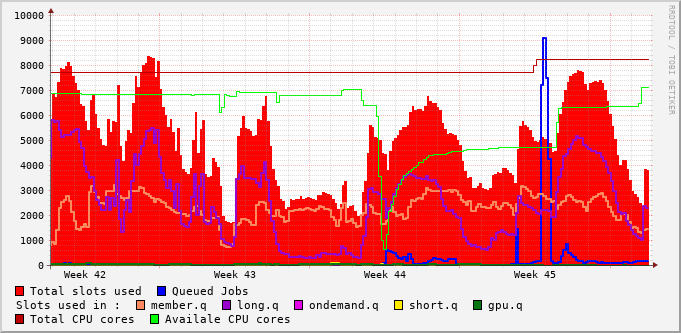 10000
9000
8000
7000
6000
5000
4000
3000
2000
1000
0
Week 42 Week 43 Week 44 Week 45
RRDTOOL / TOBI OETIKER
Total slots used Queued Jobs
Slots used in : member.q long.q ondemand.q short.q gpu.q
Total CPU cores Availale CPU cores